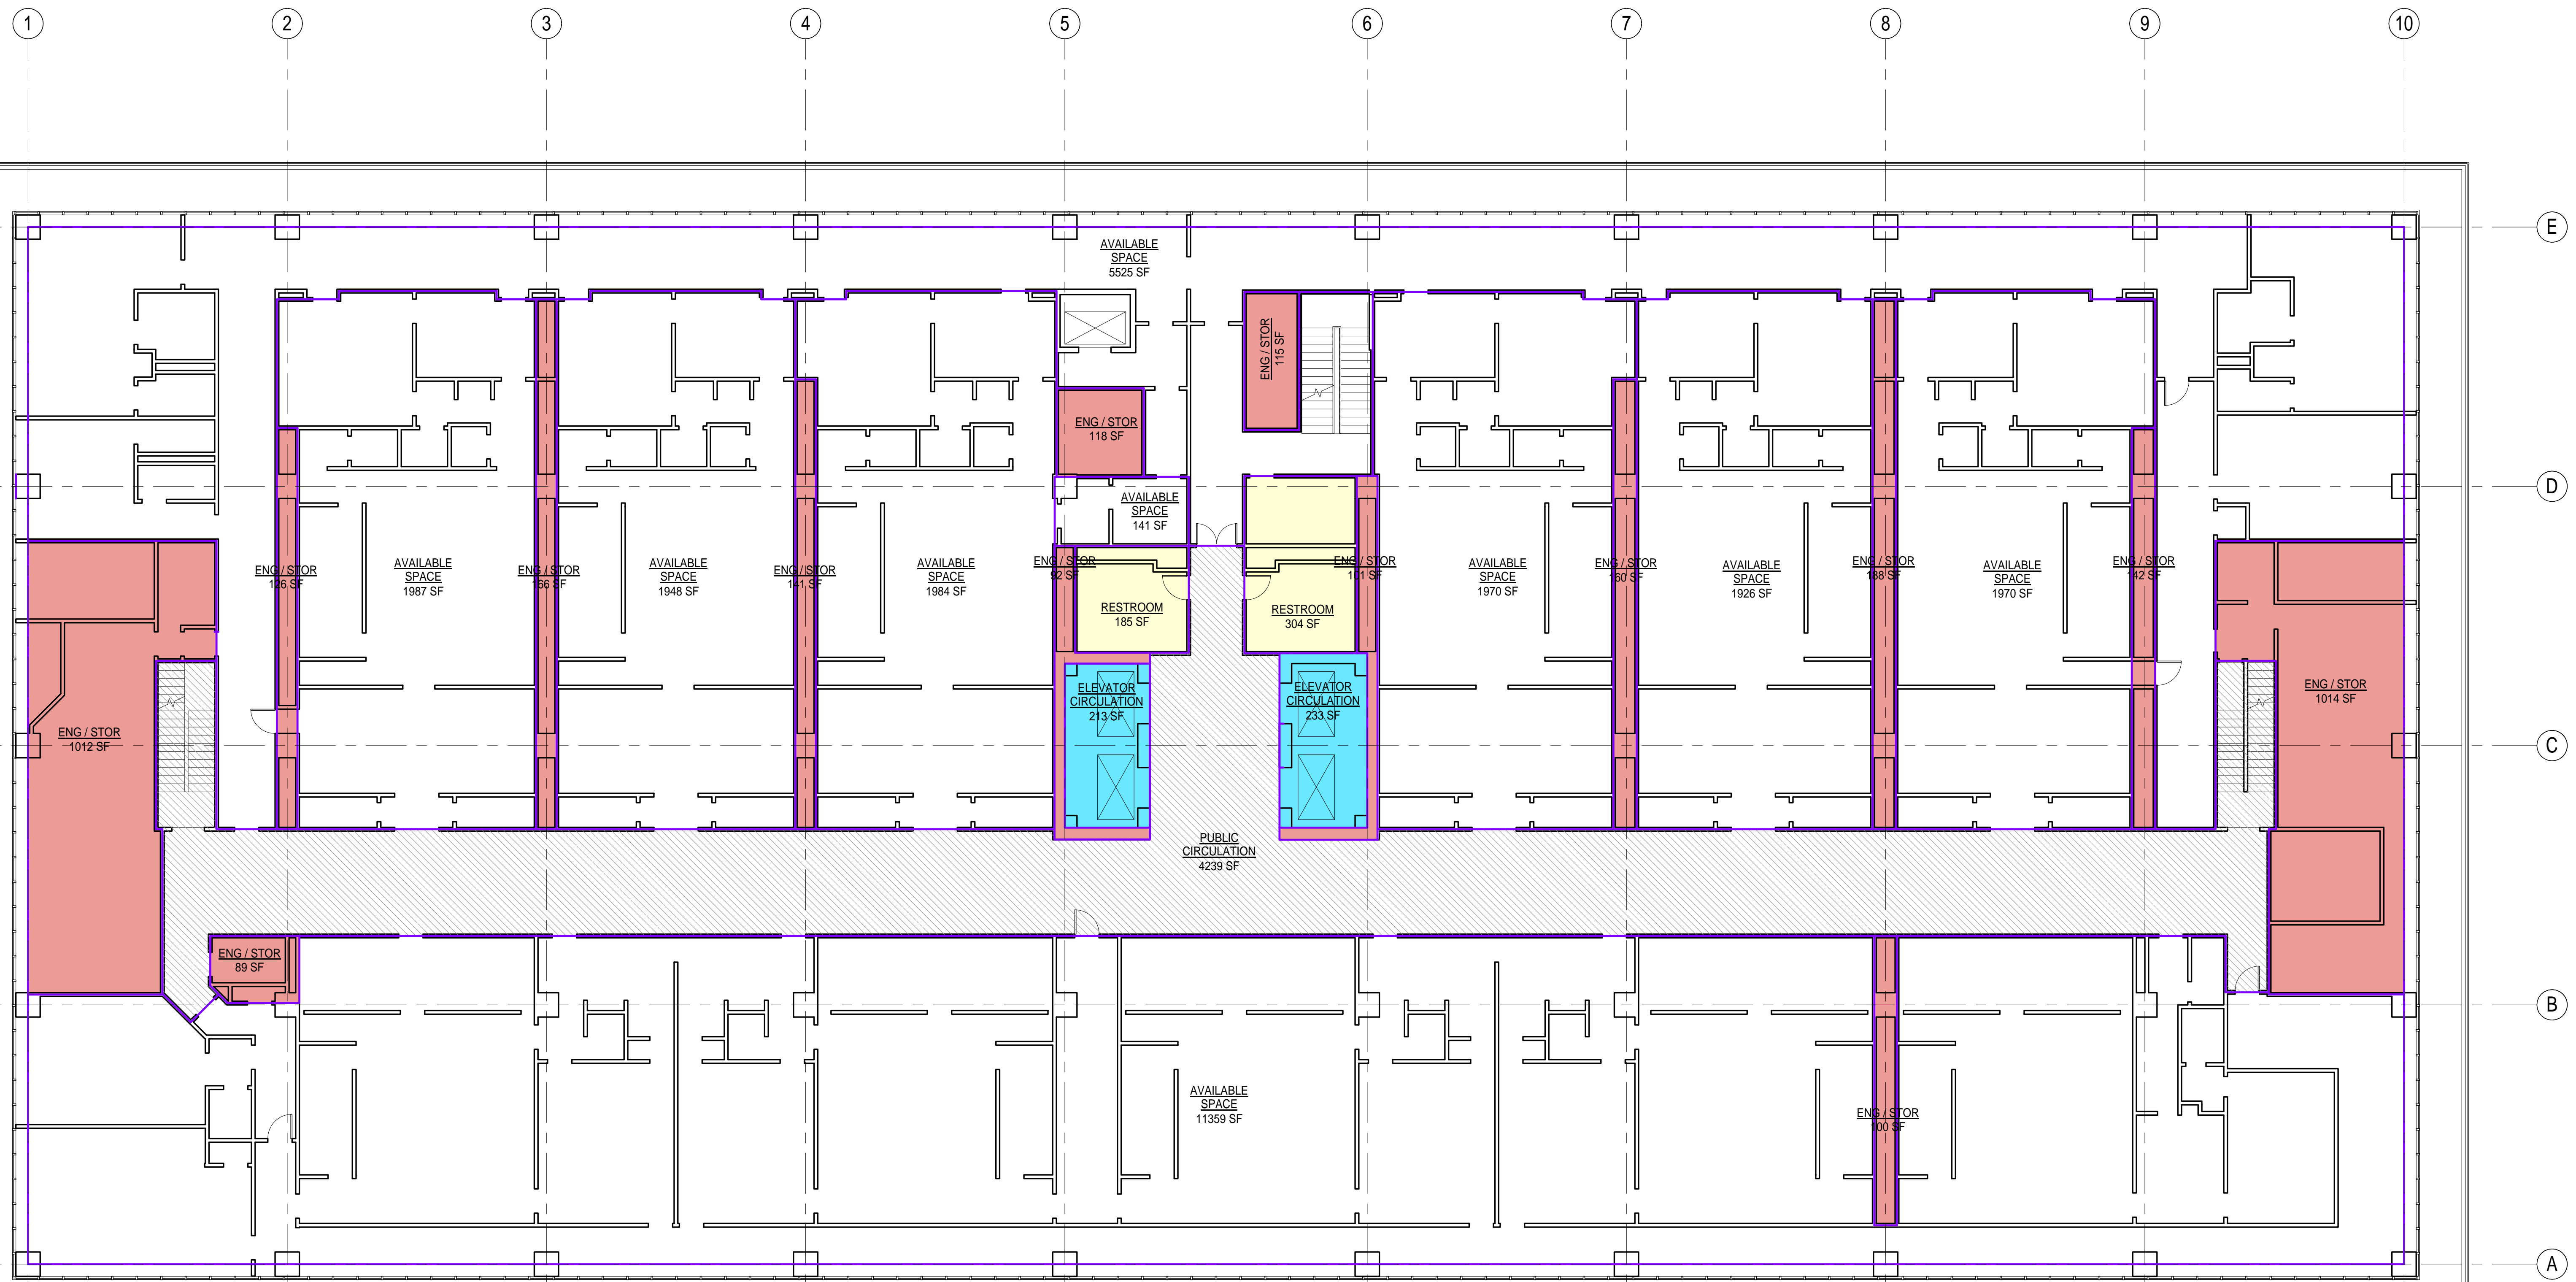 1
2
3
4
5
6
7
8
9
10
E
AVAILABLE
SPACE
5525 SF
ENG / STOR
115 SF
ENG / STOR
118 SF
D
AVAILABLE
SPACE
141 SF
ENG / STOR
126 SF
AVAILABLE
SPACE
1987 SF
ENG / STOR
166 SF
AVAILABLE
SPACE
1948 SF
ENG / STOR
141 SF
AVAILABLE
SPACE
1984 SF
ENG / STOR
92 SF
ENG / STOR
101 SF
AVAILABLE
SPACE
1970 SF
ENG / STOR
160 SF
AVAILABLE
SPACE
1926 SF
ENG / STOR
188 SF
AVAILABLE
SPACE
1970 SF
ENG / STOR
142 SF
RESTROOM
185 SF
RESTROOM
304 SF
ELEVATOR
CIRCULATION
213 SF
ELEVATOR
CIRCULATION
233 SF
ENG / STOR
1014 SF
ENG / STOR
1012 SF
C
PUBLIC
CIRCULATION
4239 SF
ENG / STOR
89 SF
B
AVAILABLE
SPACE
11359 SF
ENG / STOR
100 SF
A